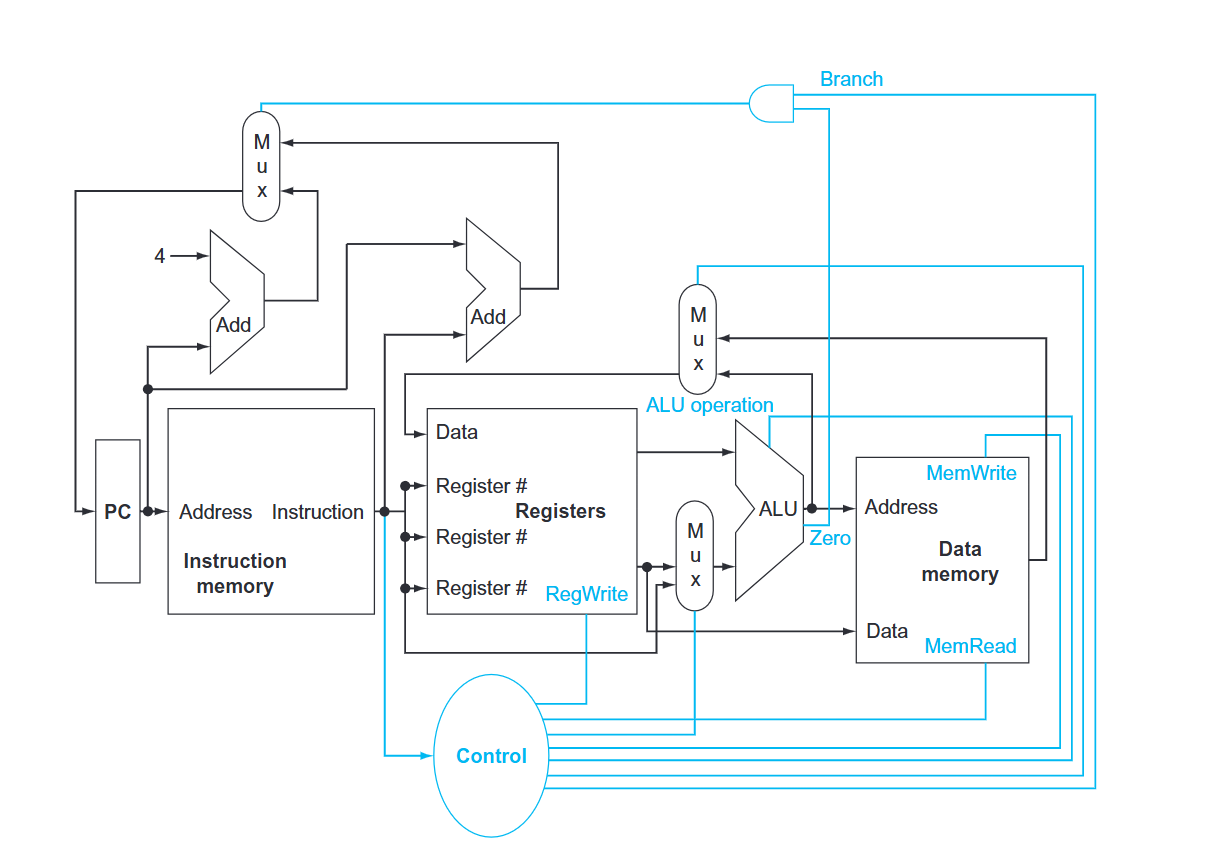 Branch
M
u
x
4
Add
Add
M
u
x
ALU operation
Data
Register #
Registers
Register #
Register #
RegWrite
PC
Address
Instruction
Instruction
memory
M
u
x
ALU
Zero
MemWrite
Address
Data
memory
Data
MemRead
Control